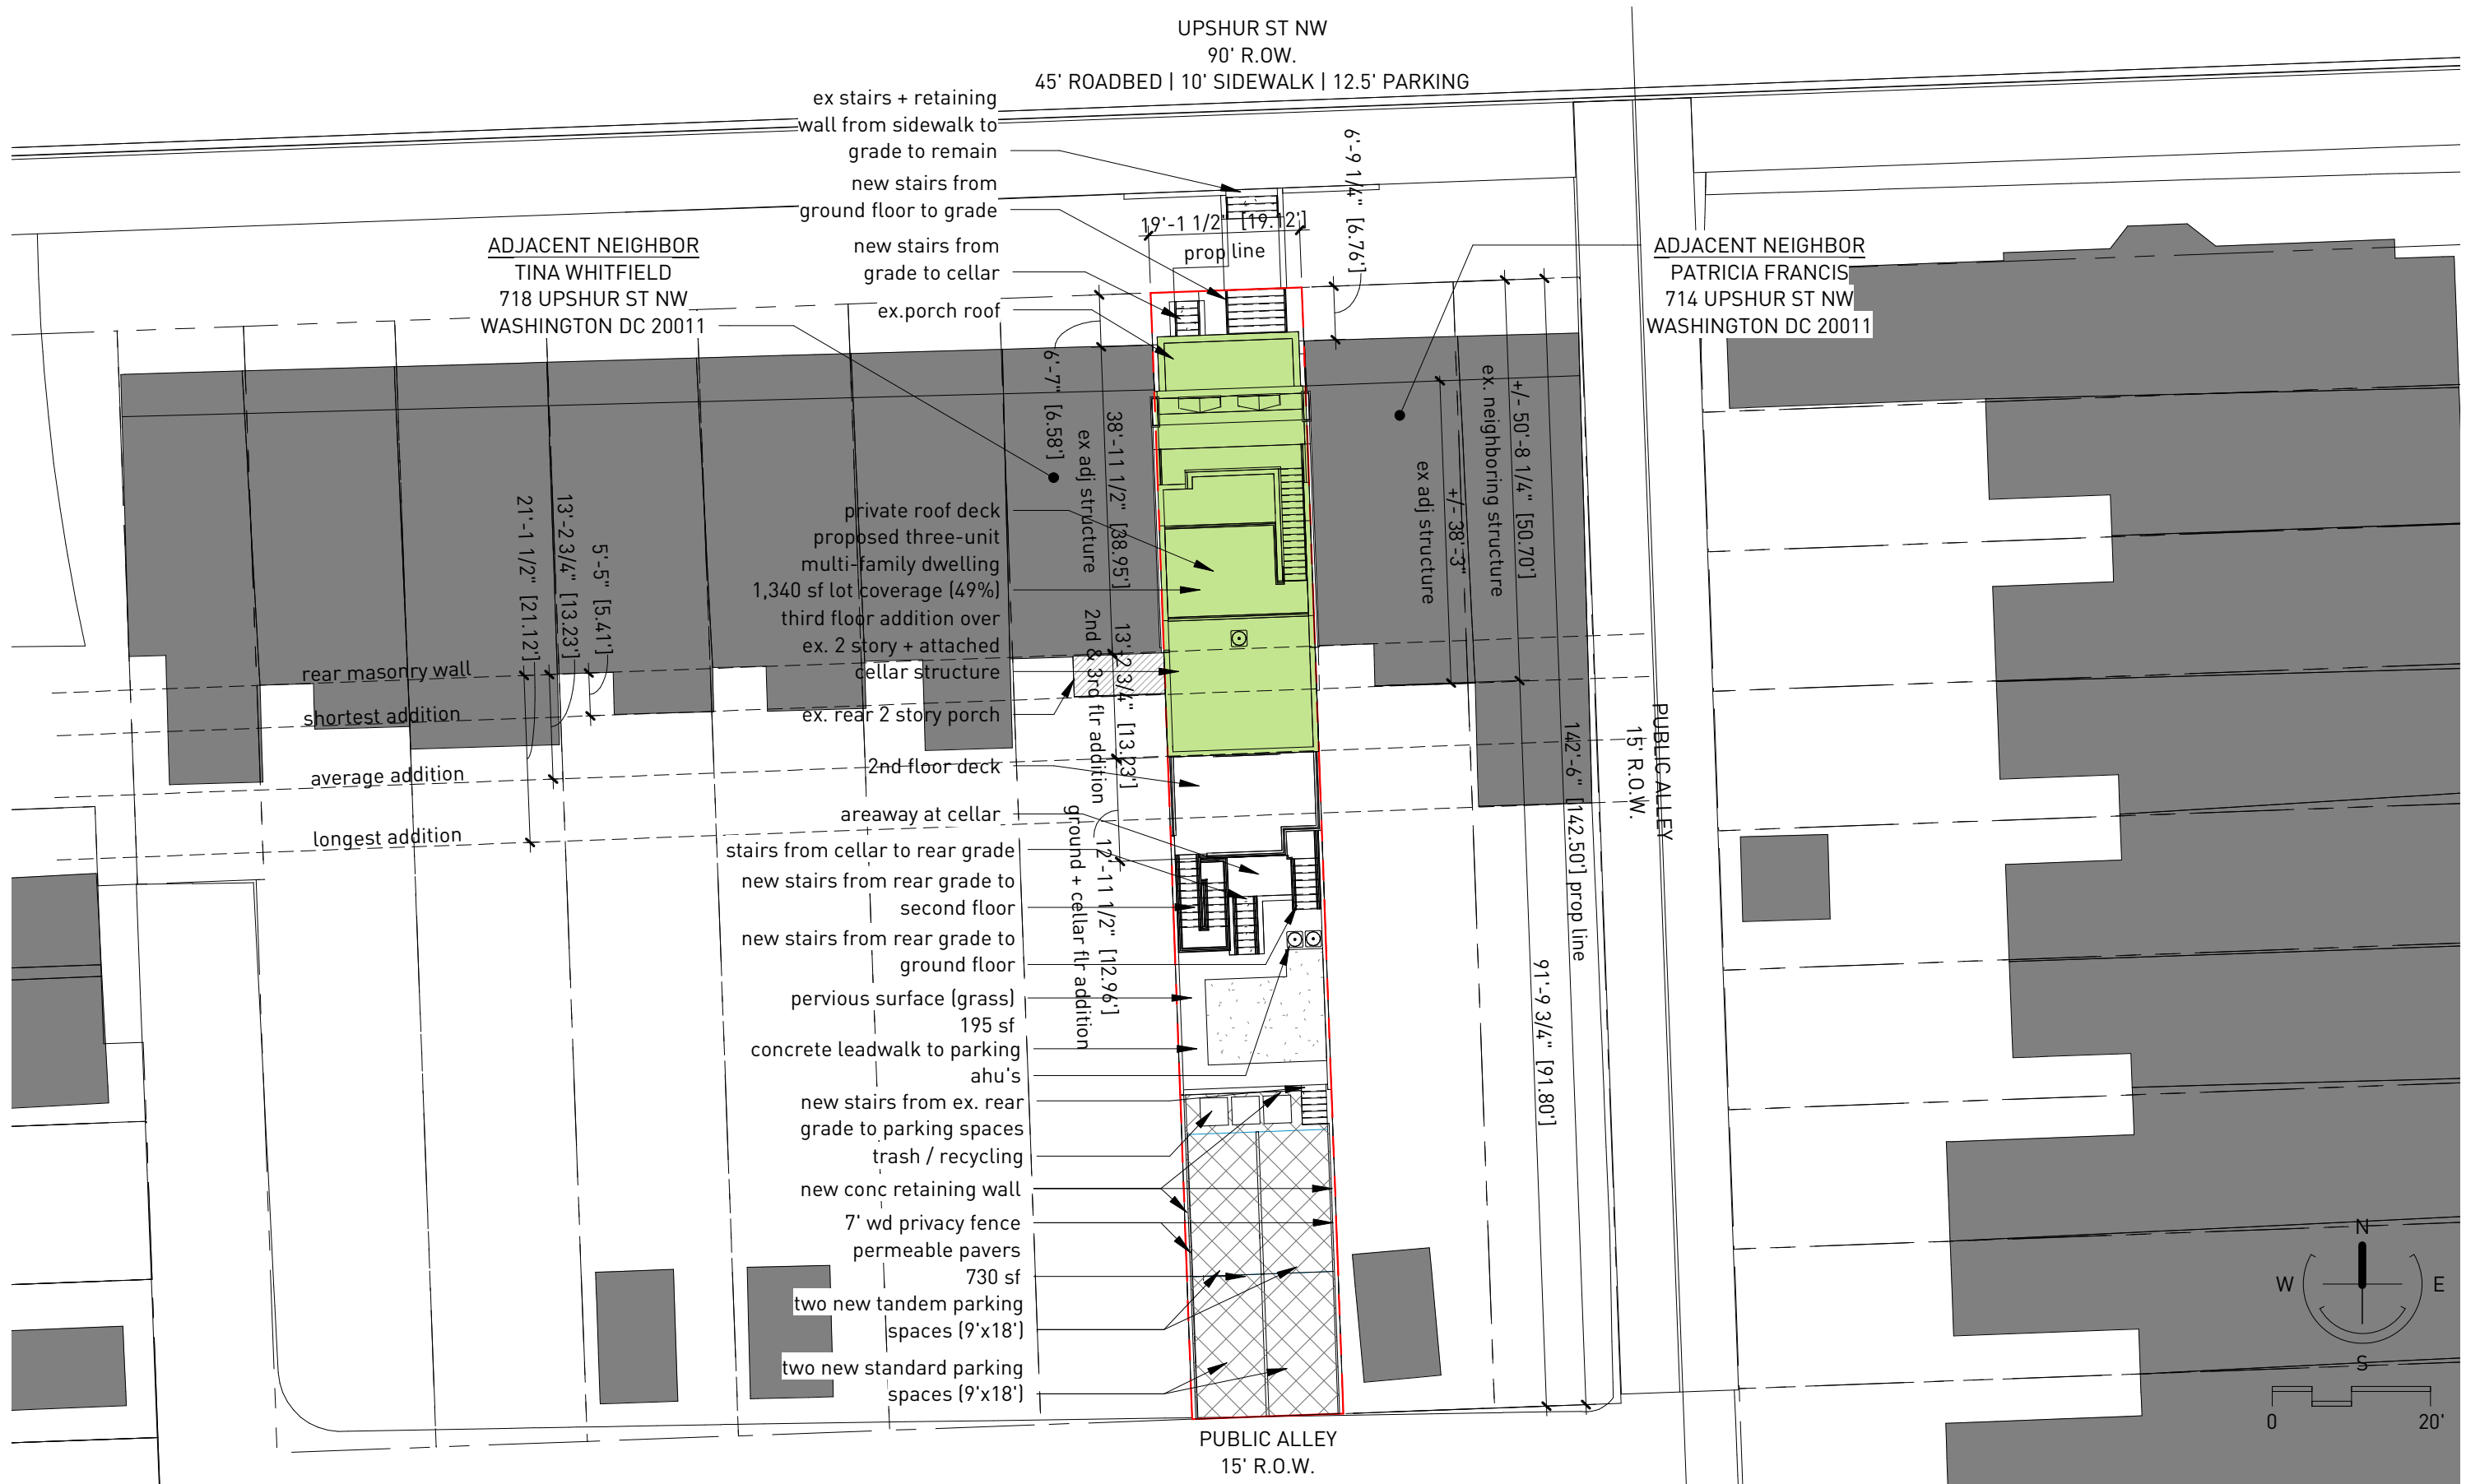 UPSHUR ST NW
90' R.OW.
45' ROADBED | 10' SIDEWALK | 12.5' PARKING
ex stairs + retaining
wall from sidewalk to
grade to remain
new stairs from
ground floor to grade
new stairs from
grade to cellar
ex.porch roof
19'-1 1/2" [19.12']
prop line
6'-9 1/4" [6.76']
ADJACENT NEIGHBOR
TINA WHITFIELD
718 UPSHUR ST NW
WASHINGTON DC 20011
ADJACENT NEIGHBOR
PATRICIA FRANCIS
714 UPSHUR ST NW
WASHINGTON DC 20011
6'-7" [6.58']
38'-11 1/2" [38.95']
ex adj structure
+/- 50'-8 1/4" [50.70']
ex. neighboring structure
+/- 38'-3"
ex adj structure
private roof deck
proposed three-unit
multi-family dwelling
1,340 sf lot coverage (49%)
third floor addition over
ex. 2 story + attached
cellar structure
ex. rear 2 story porch
2nd floor deck
areaway at cellar
stairs from cellar to rear grade
new stairs from rear grade to
second floor
new stairs from rear grade to
ground floor
pervious surface (grass)
195 sf
concrete leadwalk to parking
ahu's
new stairs from ex. rear
grade to parking spaces
trash / recycling
new conc retaining wall
7' wd privacy fence
permeable pavers
730 sf
two new tandem parking
spaces (9'x18')
two new standard parking
spaces (9'x18')
13'-2 3/4" [13.23']
2nd & 3rd flr addition
12'-11 1/2" [12.96']
ground + cellar flr addition
21'-1 1/2" [21.12']
13'-2 3/4" [13.23']
5'-5" [5.41']
rear masonry wall
shortest addition
average addition
longest addition
142'-6" [142.50'] prop line
91'-9 3/4" [91.80']
PUBLIC ALLEY
15' R.O.W.
PUBLIC ALLEY
15' R.O.W.
N
W
E
S
0
20'